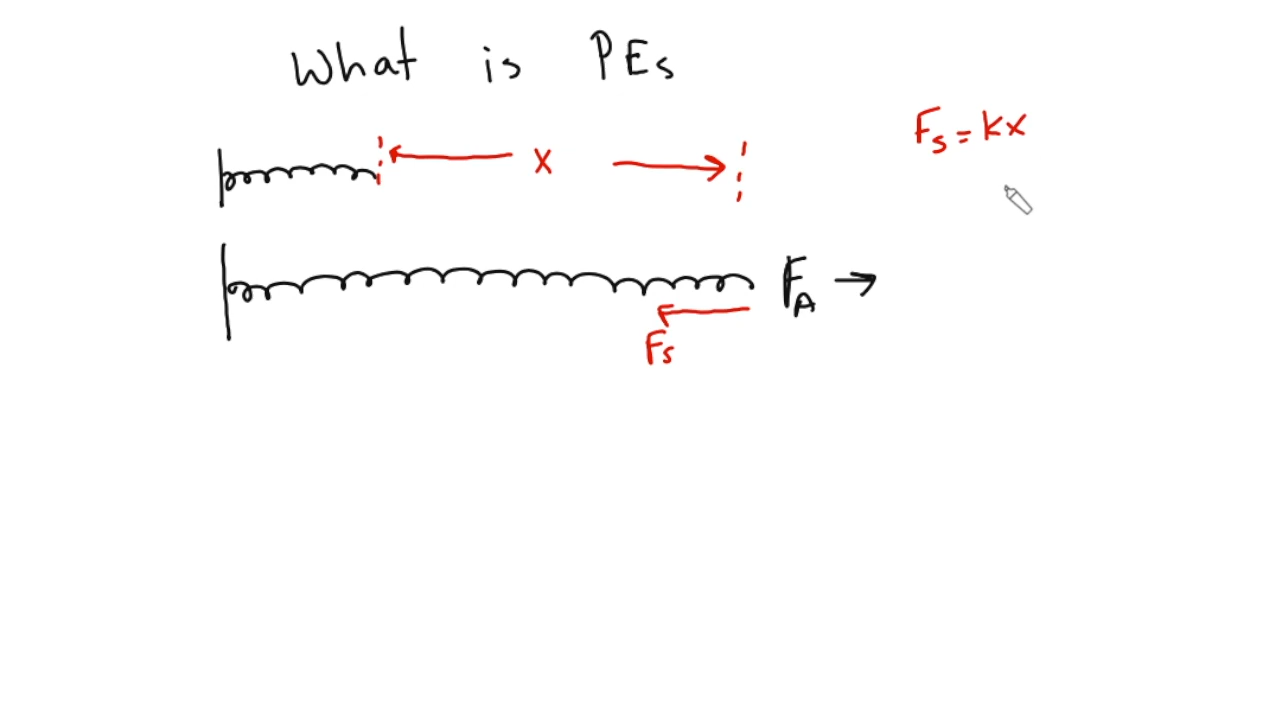 What is PEs
Fs = kx
x
FA
Fs